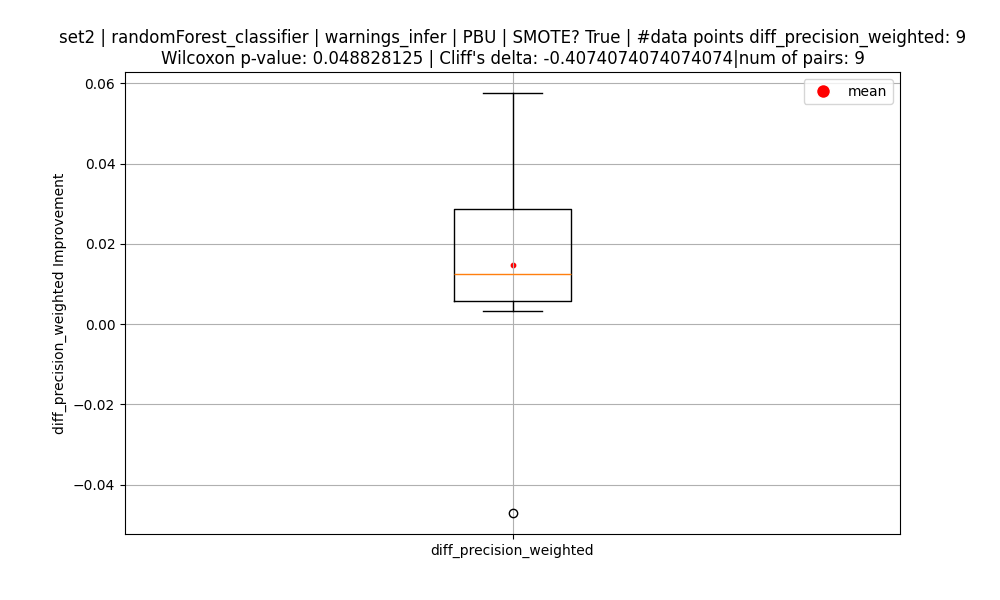 set2 | randomForest_classifier | warnings_infer | PBU | SMOTE? True | #data points diff_precision_weighted: 9
Wilcoxon p-value: 0.048828125 | Cliff's delta: -0.4074074074074074|num of pairs: 9
mean
0.06
0.04
0.02
0.00
−0.02
−0.04
diff_precision_weighted Improvement
diff_precision_weighted